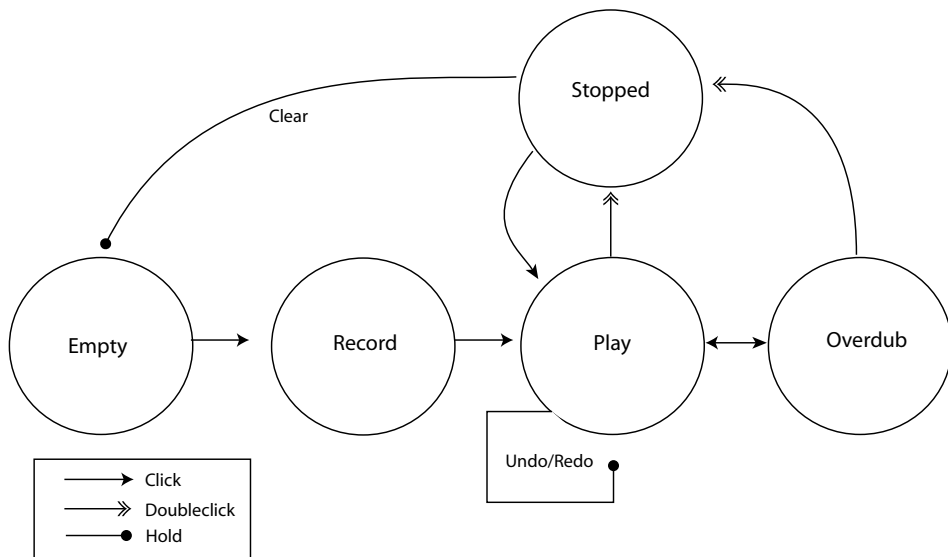 Stopped
Clear
Empty
Record
Play
Overdub
Undo/Redo
Click
Doubleclick
Hold